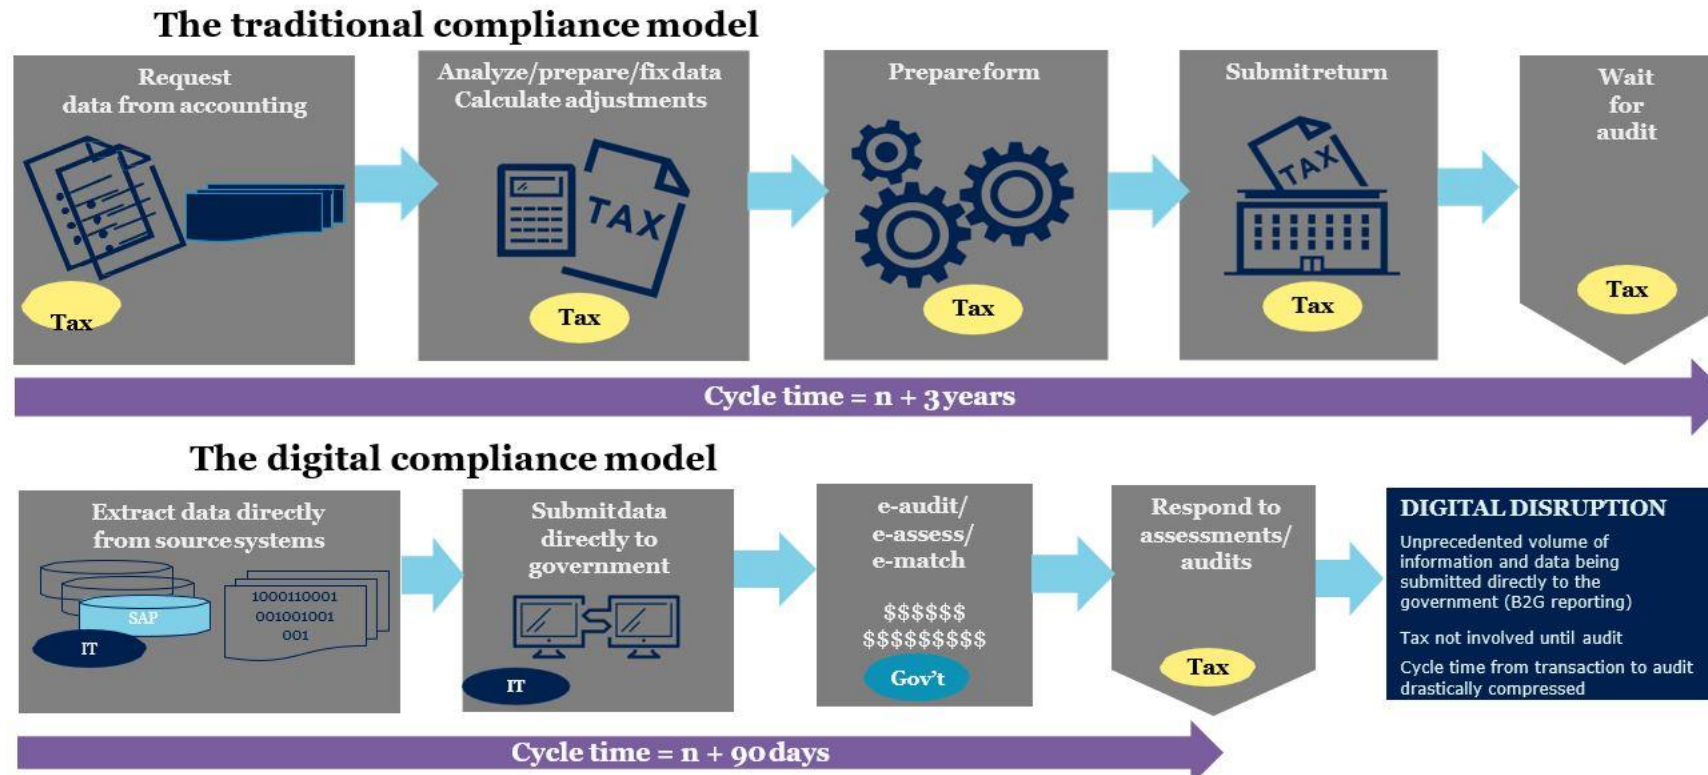 The traditional compliance model
Request
data from accounting
Tax
Analyze/prepare/fix data
Calculate adjustments
TAX
Tax
Prepare form
Tax
Submit return
TAX
Tax
Wait
for
audit
Tax
Cycle time = n + 3 years
The digital compliance model
Extract data directly
from source systems
SAP
IT
1000110001
001001001
001
Submit data
directly to
government
IT
e-audit/
e-assess/
e-match
$$$$$$
$$$$$$$$$
Gov't
Respond to
assessments/
audits
Tax
DIGITAL DISRUPTION
Unprecedented volume of
information and data being
submitted directly to the
government (B2G reporting)
Tax not involved until audit
Cycle time from transaction to audit
drastically compressed
Cycle time = n + 90 days